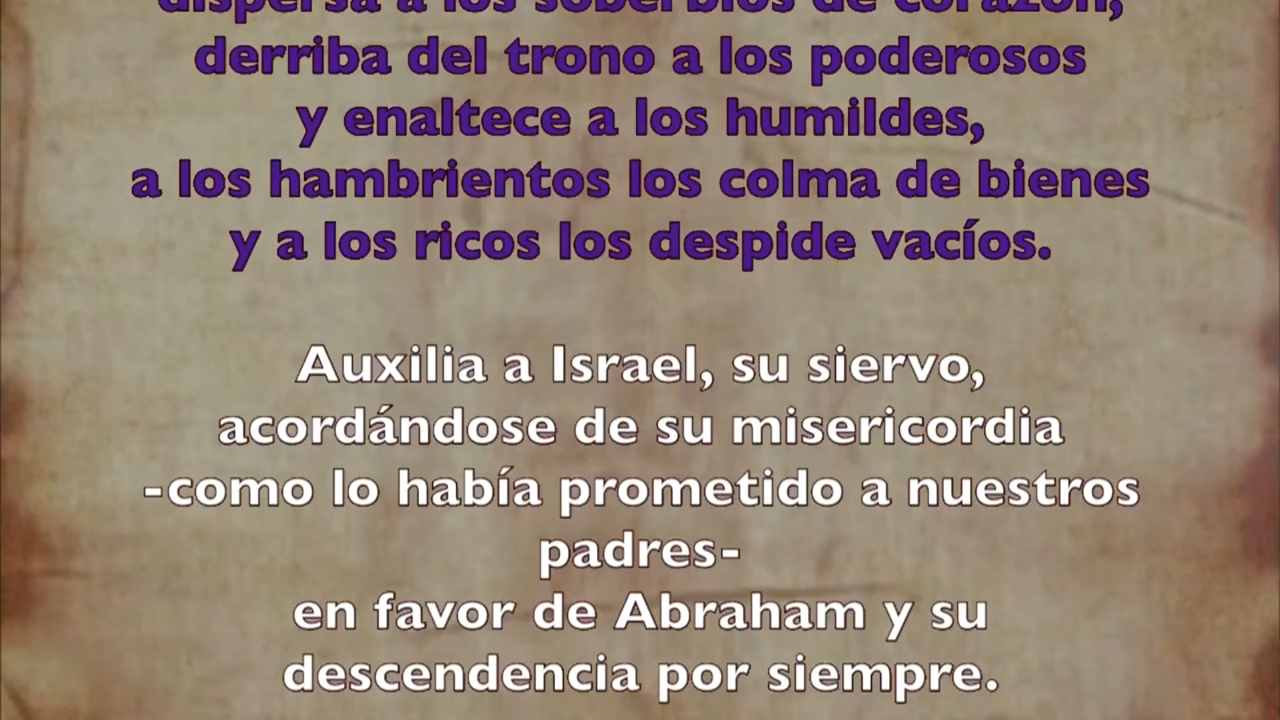 dispersa a los soberbios de corazón,
derriba del trono a los poderosos
y enaltece a los humildes,
a los hambrientos los colma de bienes
y a los ricos los despide vacíos.
Auxilia a Israel, su siervo,
acordándose de su misericordia
-como lo había prometido a nuestros
padres-
en favor de Abraham y su
descendencia por siempre.